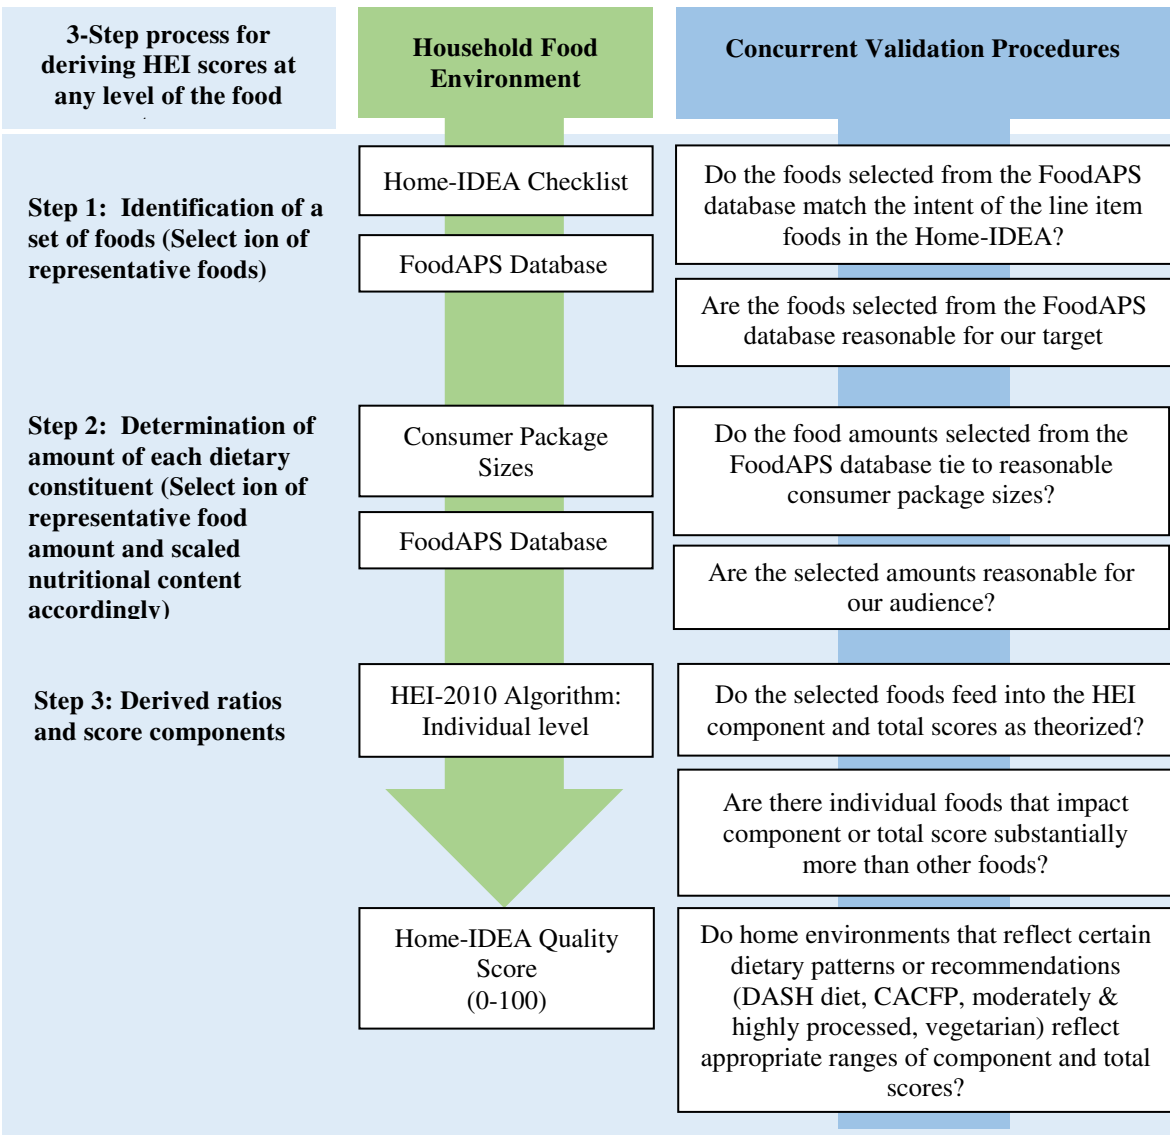 3-Step process for
deriving HEI scores at
any level of the food
Household Food
Environment
Concurrent Validation Procedures
Step 1:  Identification of a
set of foods (Select ion of
representative foods)
Home-IDEA Checklist
FoodAPS Database
Do the foods selected from the FoodAPS
database match the intent of the line item
foods in the Home-IDEA?
Are the foods selected from the FoodAPS
database reasonable for our target
Step 2:  Determination of
amount of each dietary
constituent (Select ion of
representative food
amount and scaled
nutritional content
accordingly)
Consumer Package
Sizes
FoodAPS Database
Do the food amounts selected from the
FoodAPS database tie to reasonable
consumer package sizes?
Are the selected amounts reasonable for
our audience?
Step 3: Derived ratios
and score components
HEI-2010 Algorithm:
Individual level
Do the selected foods feed into the HEI
component and total scores as theorized?
Are there individual foods that impact
component or total score substantially
more than other foods?
Home-IDEA Quality
Score
(0-100)
Do home environments that reflect certain
dietary patterns or recommendations
(DASH diet, CACFP, moderately &
highly processed, vegetarian) reflect
appropriate ranges of component and total
scores?